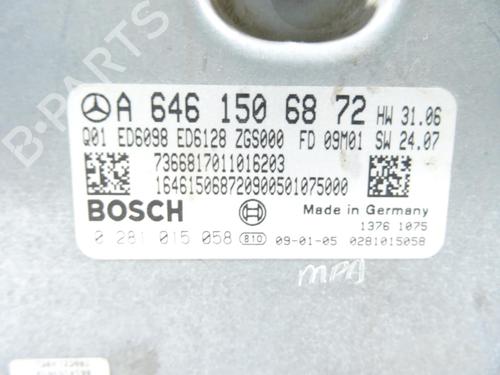 B-PARTS
A 646 150 68 72 HW 31.06
Q01 ED6098 ED6128 ZGS000 FD 09M01 SW 24.07
7366817011016203
164615068720900501075000
BOSCH
Made in Germany
1376 1075
0 281 015 058 810 09-01-05 0281015058
MPA